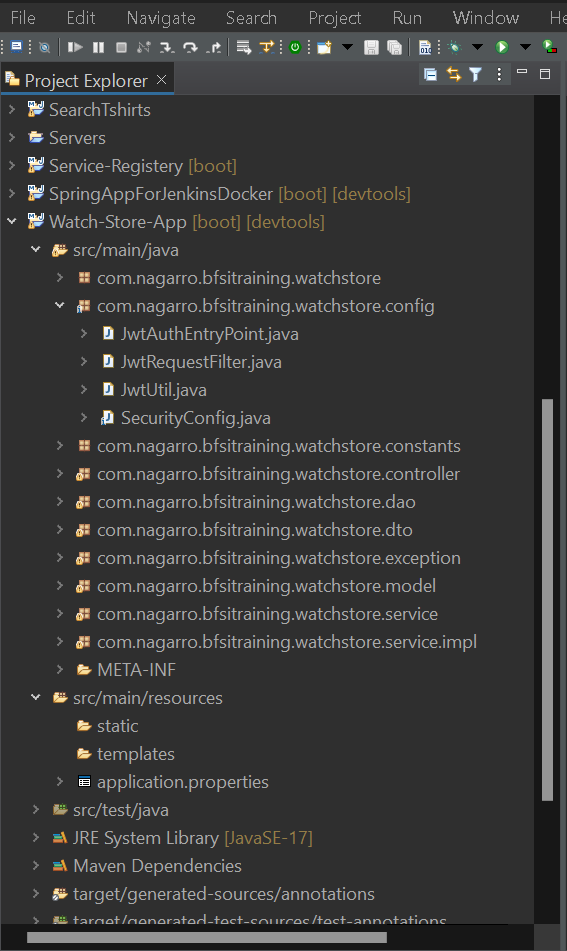 File Edit Navigate Search Project Run Window He
Project Explorer
SearchTshirts
Servers
Service-Registery [boot]
SpringAppForJenkinsDocker [boot] [devtools]
Watch-Store-App [boot] [devtools]
src/main/java
com.nagarro.bfsitraining.watchstore
com.nagarro.bfsitraining.watchstore.config
JwtAuthEntryPoint.java
JwtRequestFilter.java
JwtUtil.java
SecurityConfig.java
com.nagarro.bfsitraining.watchstore.constants
com.nagarro.bfsitraining.watchstore.controller
com.nagarro.bfsitraining.watchstore.dao
com.nagarro.bfsitraining.watchstore.dto
com.nagarro.bfsitraining.watchstore.exception
com.nagarro.bfsitraining.watchstore.model
com.nagarro.bfsitraining.watchstore.service
com.nagarro.bfsitraining.watchstore.service.impl
META-INF
src/main/resources
static
templates
application.properties
src/test/java
JRE System Library [JavaSE-17]
Maven Dependencies
target/generated-sources/annotations
target/generated-test-sources/test-annotations